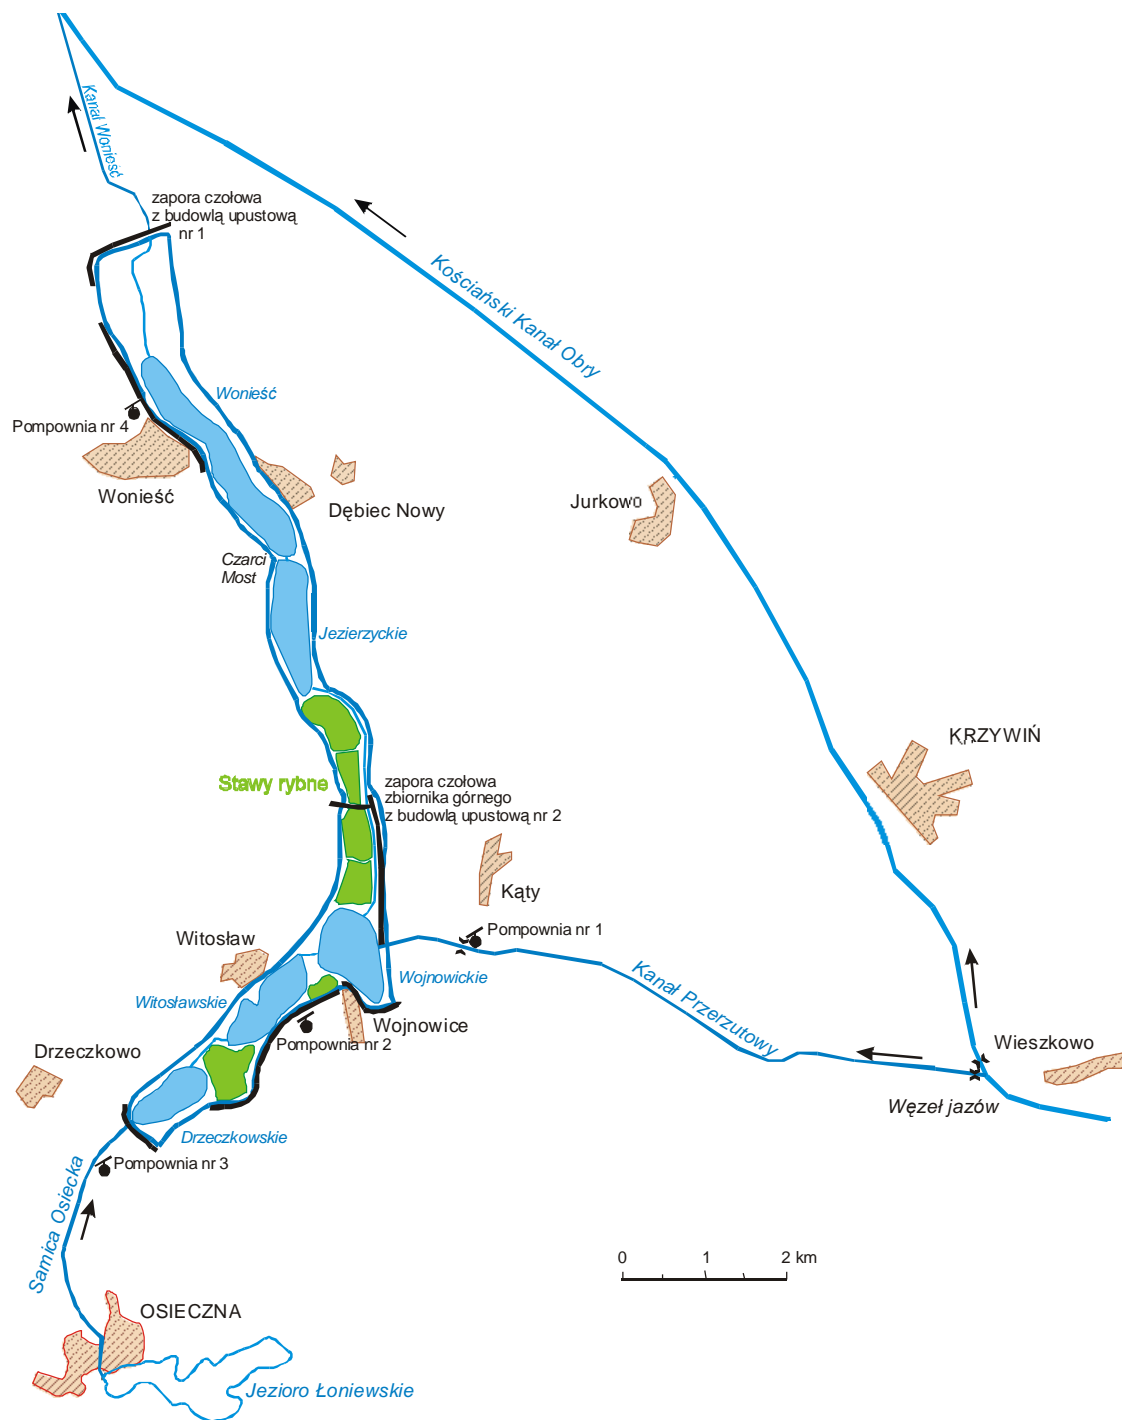 Kanał Wonieść
zapora czołowa
z budowlą upustową
nr 1
Kościański Kanał Obry
Wonieść
Pompownia nr 4
Wonieść
Dębiec Nowy
Jurkowo
Czarci
Most
Jezierzyckie
KRZYWIŃ
Stawy rybne
zapora czołowa
zbiornika górnego
z budowlą upustową nr 2
Kąty
Pompownia nr 1
Witosław
Wojnowickie
Kanał Przerzutowy
Witosławskie
Wojnowice
Pompownia nr 2
Drzeczkowo
Wieszkowo
Węzeł jazów
Drzeczkowskie
Pompownia nr 3
Samica Osiecka
0 1 2 km
OSIECZNA
Jezioro Łoniewskie